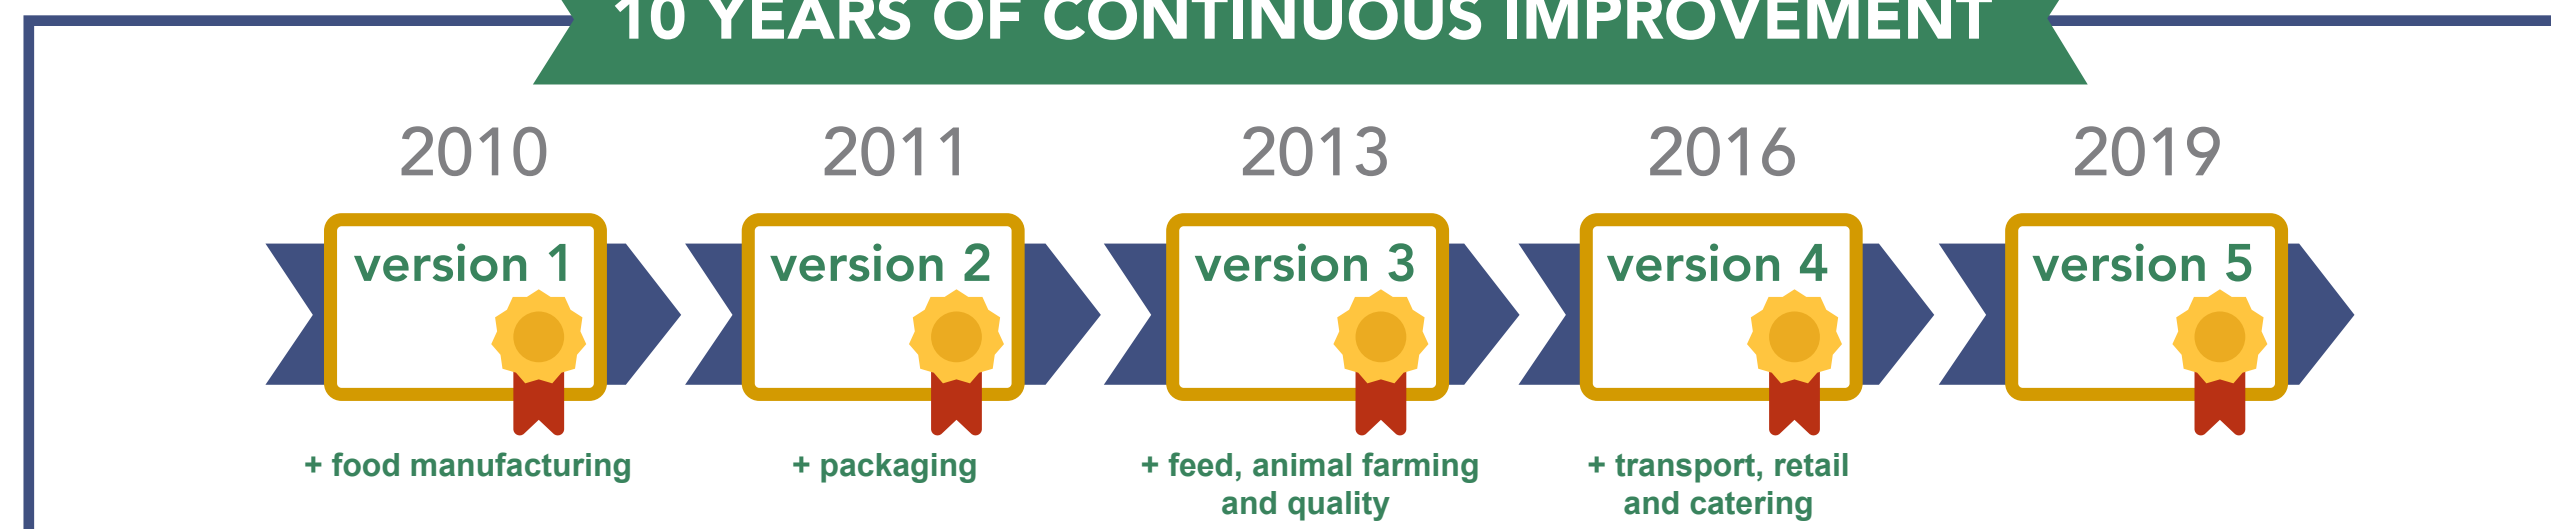 10 YEARS OF CONTINUOUS IMPROVEMENT
2010
2011
2013
2016
2019
version 1
version 2
version 3
version 4
version 5
+ food manufacturing
+ packaging
+ feed, animal farming
and quality
+ transport, retail
and catering